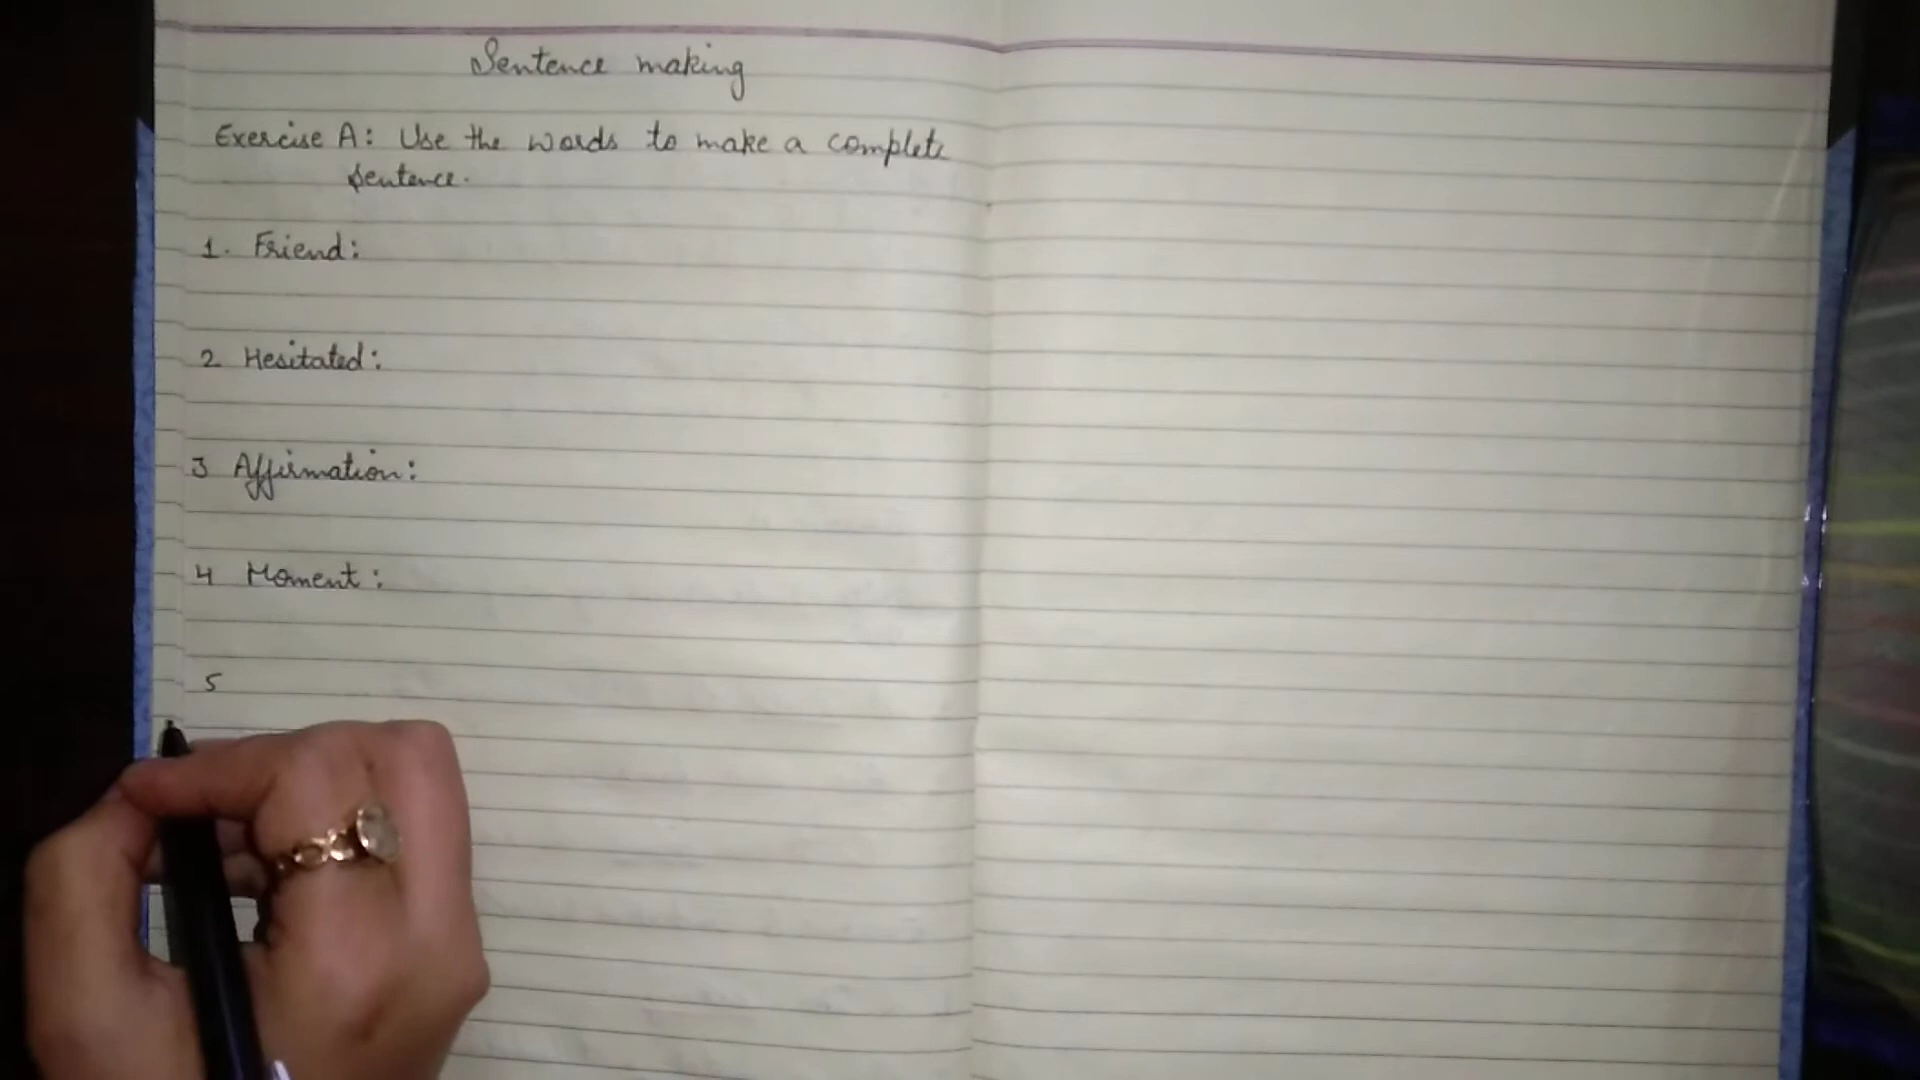 Sentence making
Exercise A: Use the words to make a complete
sentence.
1. Friend:
2 Hesitated:
3 Affirmation:
4 Moment:
5